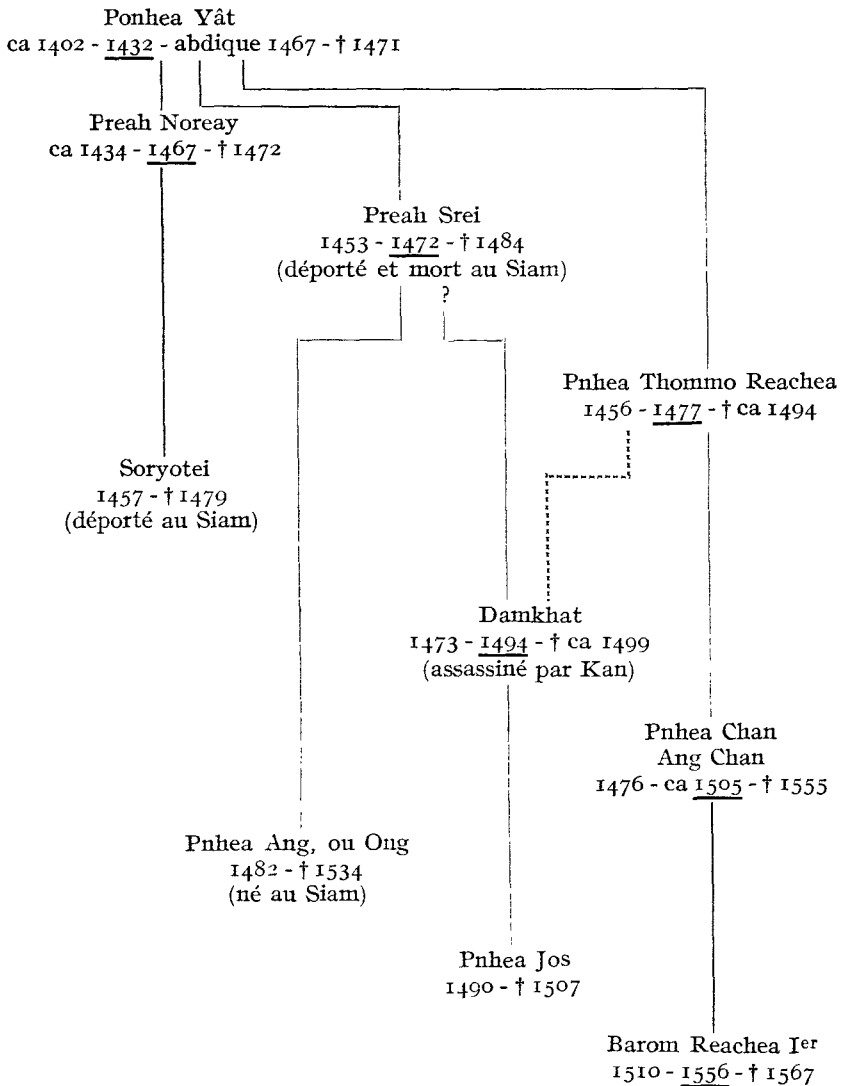 Ponhea Yât
ca 1402 - 1432 - abdique 1467 - † 1471
Preah Noreay
ca 1434 - 1467 - † 1472
Preah Srei
1453 - 1472 - † 1484
(déporté et mort au Siam)
?
Pnhea Thommo Reachea
1456 - 1477 - † ca 1494
Soryotei
1457 - † 1479
(déporté au Siam)
Damkhat
1473 - 1494 - † ca 1499
(assassiné par Kan)
Pnhea Chan
Ang Chan
1476 - ca 1505 - † 1555
Pnhea Ang, ou Ong
1482 - † 1534
(né au Siam)
Pnhea Jos
1490 - † 1507
Barom Reachea Ier
1510 - 1556 - † 1567